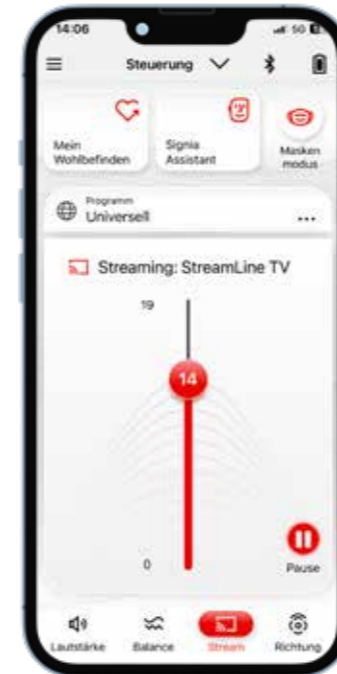 14:06
5G
Steuerung
Mein
Wohlbefinden
Signia
Assistant
Masken
modus
Programm
Universell
...
Streaming: StreamLine TV
19
14
0
Pause
Lautstärke
Balance
Stream
Richtung